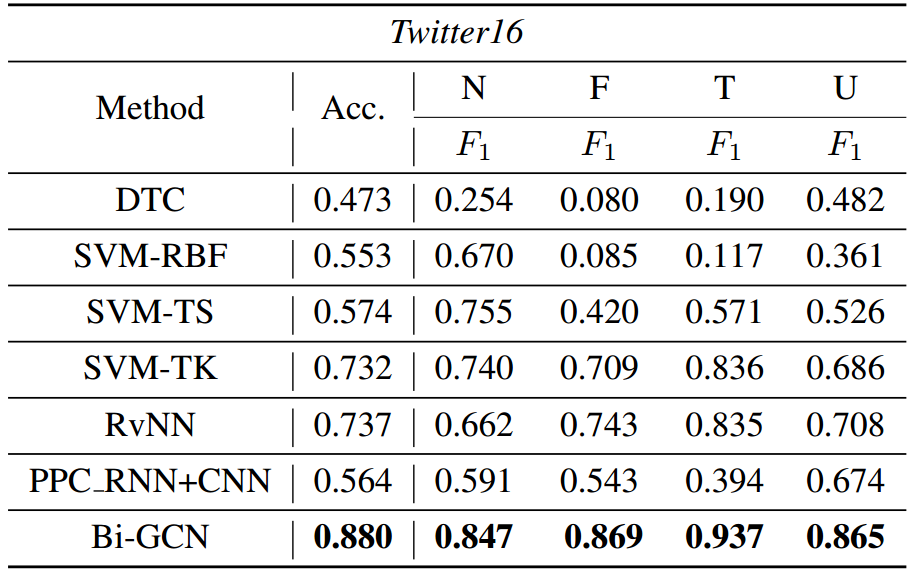 Twitter16
Method Acc. N F T U
F₁ F₁ F₁ F₁
DTC 0.473 0.254 0.080 0.190 0.482
SVM-RBF 0.553 0.670 0.085 0.117 0.361
SVM-TS 0.574 0.755 0.420 0.571 0.526
SVM-TK 0.732 0.740 0.709 0.836 0.686
RvNN 0.737 0.662 0.743 0.835 0.708
PPC_RNN+CNN 0.564 0.591 0.543 0.394 0.674
Bi-GCN 0.880 0.847 0.869 0.937 0.865